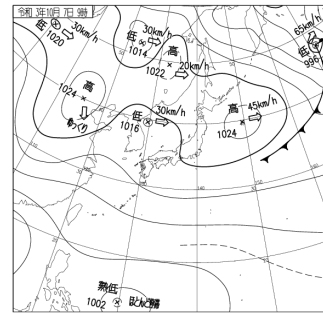 令和 3年10月 7日 9時
低 30km/h
1020
低 30km/h
1014
高 20km/h
1022
65km/h
低
996
高
1024
ゆっくり
低 30km/h
1016
高 45km/h
1024
熱低
1002 ほとんど停滞